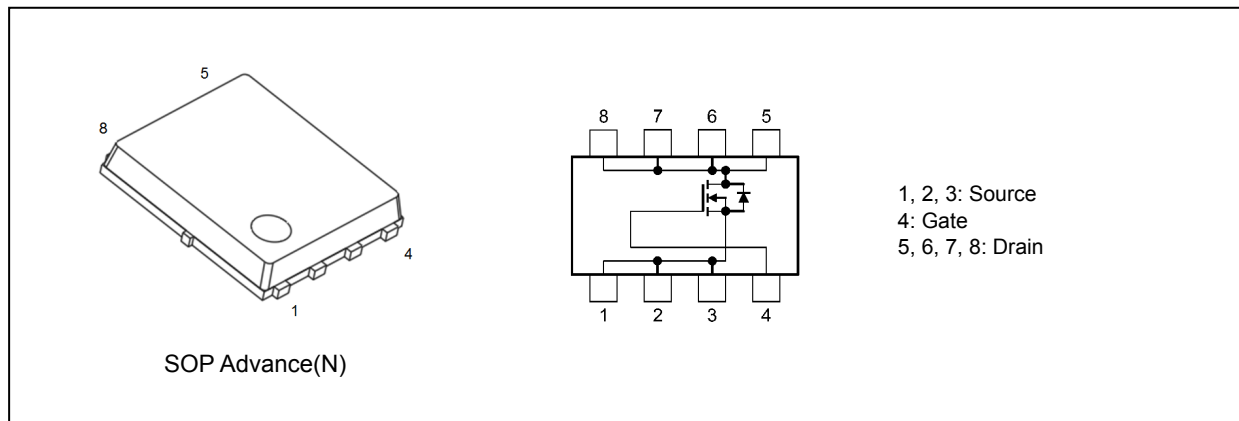 5
8
4
1
SOP Advance(N)
8 7 6 5
1 2 3 4
1, 2, 3: Source
4: Gate
5, 6, 7, 8: Drain